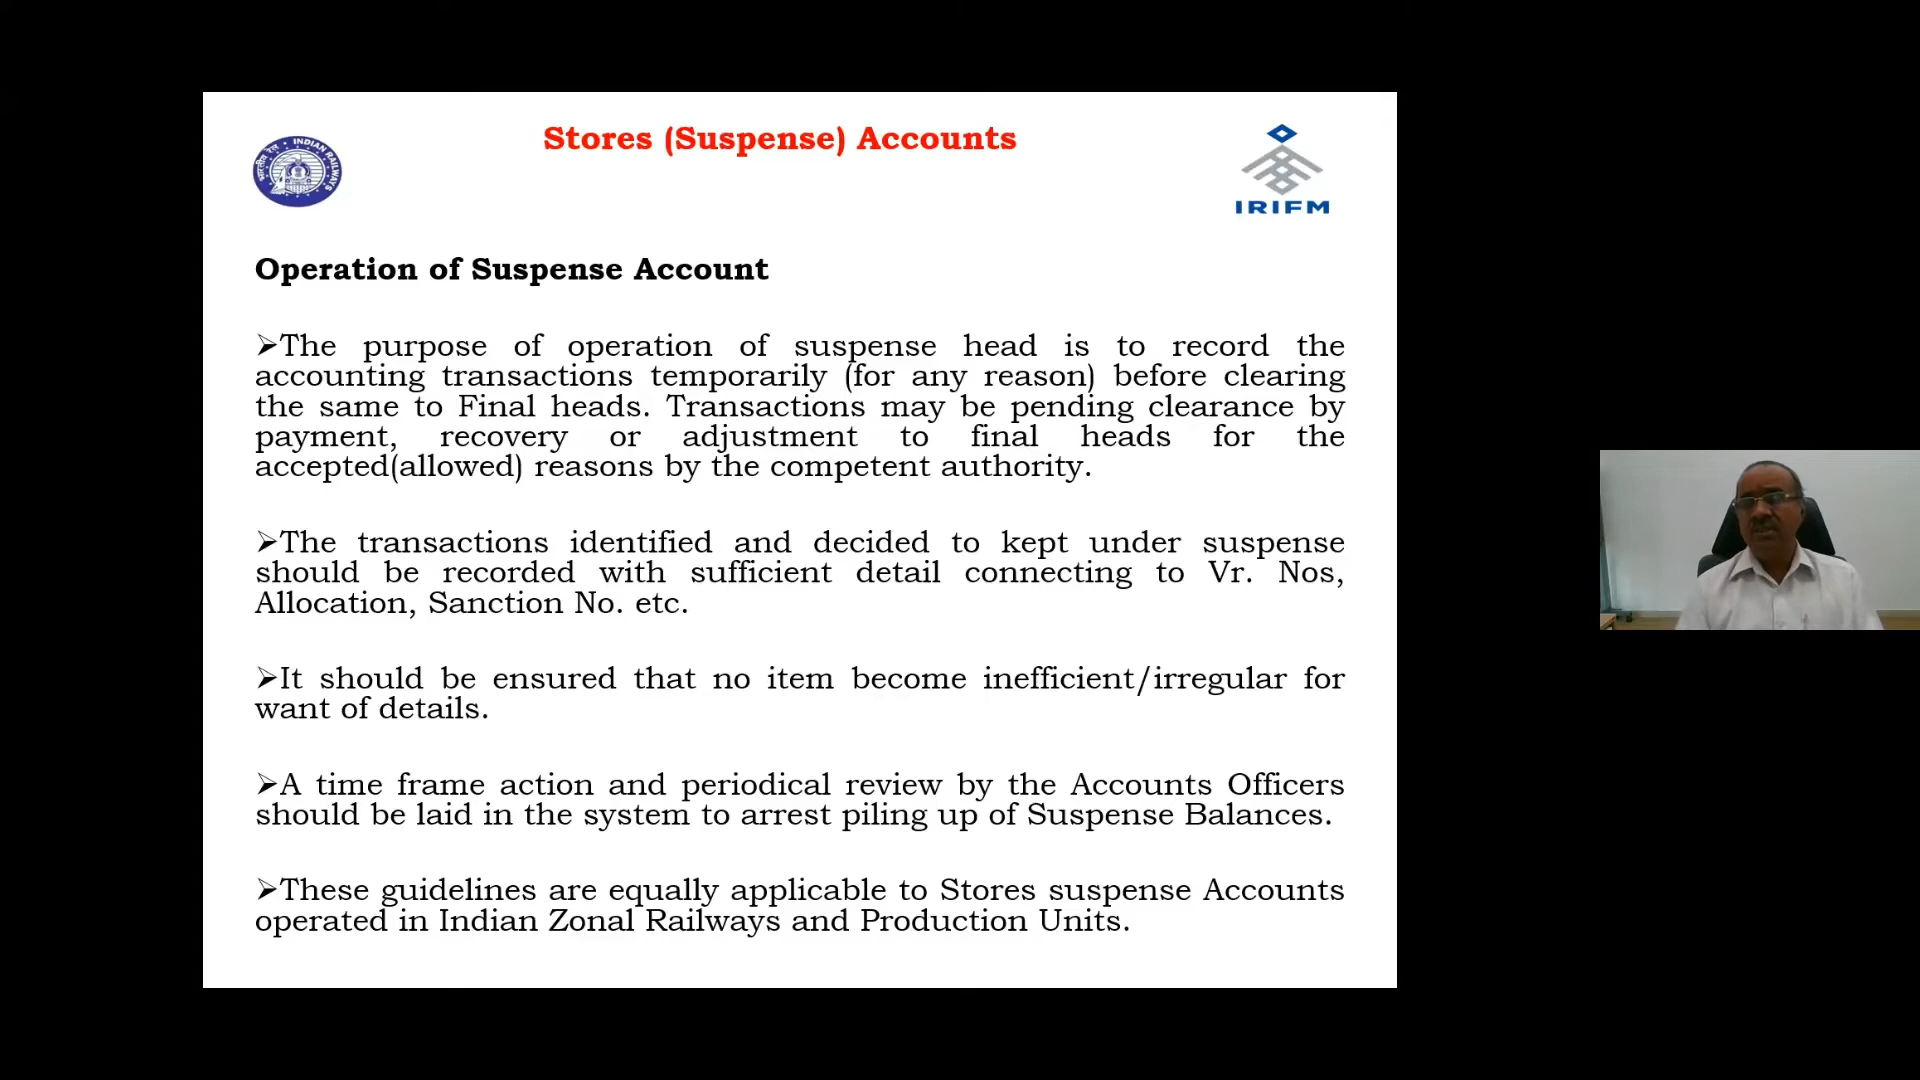 Stores (Suspense) Accounts
भारतीय रेल
INDIAN RAILWAYS
IRIFM
Operation of Suspense Account
➢The purpose of operation of suspense head is to record the
accounting transactions temporarily (for any reason) before clearing
the same to Final heads. Transactions may be pending clearance by
payment, recovery or adjustment to final heads for the
accepted(allowed) reasons by the competent authority.
➢The transactions identified and decided to kept under suspense
should be recorded with sufficient detail connecting to Vr. Nos,
Allocation, Sanction No. etc.
➢It should be ensured that no item become inefficient/irregular for
want of details.
➢A time frame action and periodical review by the Accounts Officers
should be laid in the system to arrest piling up of Suspense Balances.
➢These guidelines are equally applicable to Stores suspense Accounts
operated in Indian Zonal Railways and Production Units.